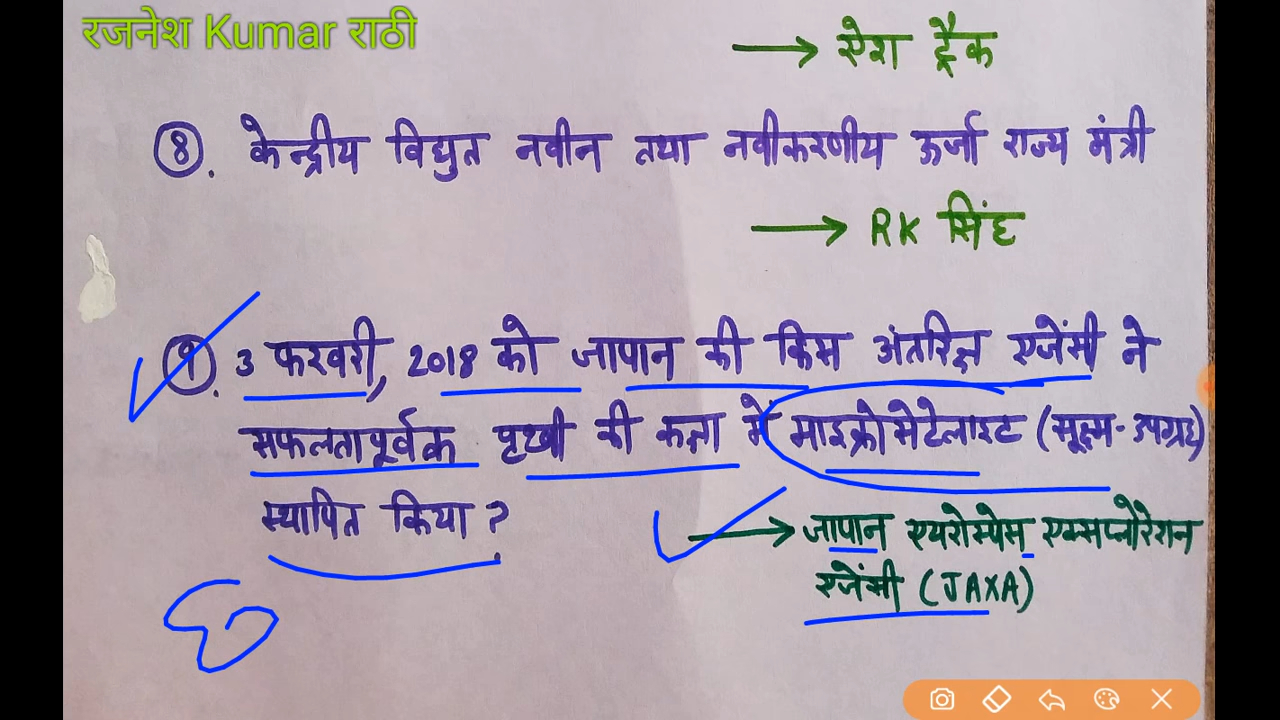 रजनेश Kumar राठी
→ ऐश ट्रैक
8. केन्द्रीय विद्युत नवीन तथा नवीकरणीय ऊर्जा राज्य मंत्री
→ RK सिंह
9. 3 फरवरी, 2018 को जापान की किस अंतरिक्ष एजेंसी ने
सफलतापूर्वक पृथ्वी की कक्षा में माइक्रोसेटेलाइट (सूक्ष्म-उपग्रह)
स्थापित किया?
→ जापान एयरोस्पेस एक्सप्लोरेशन
एजेंसी (JAXA)